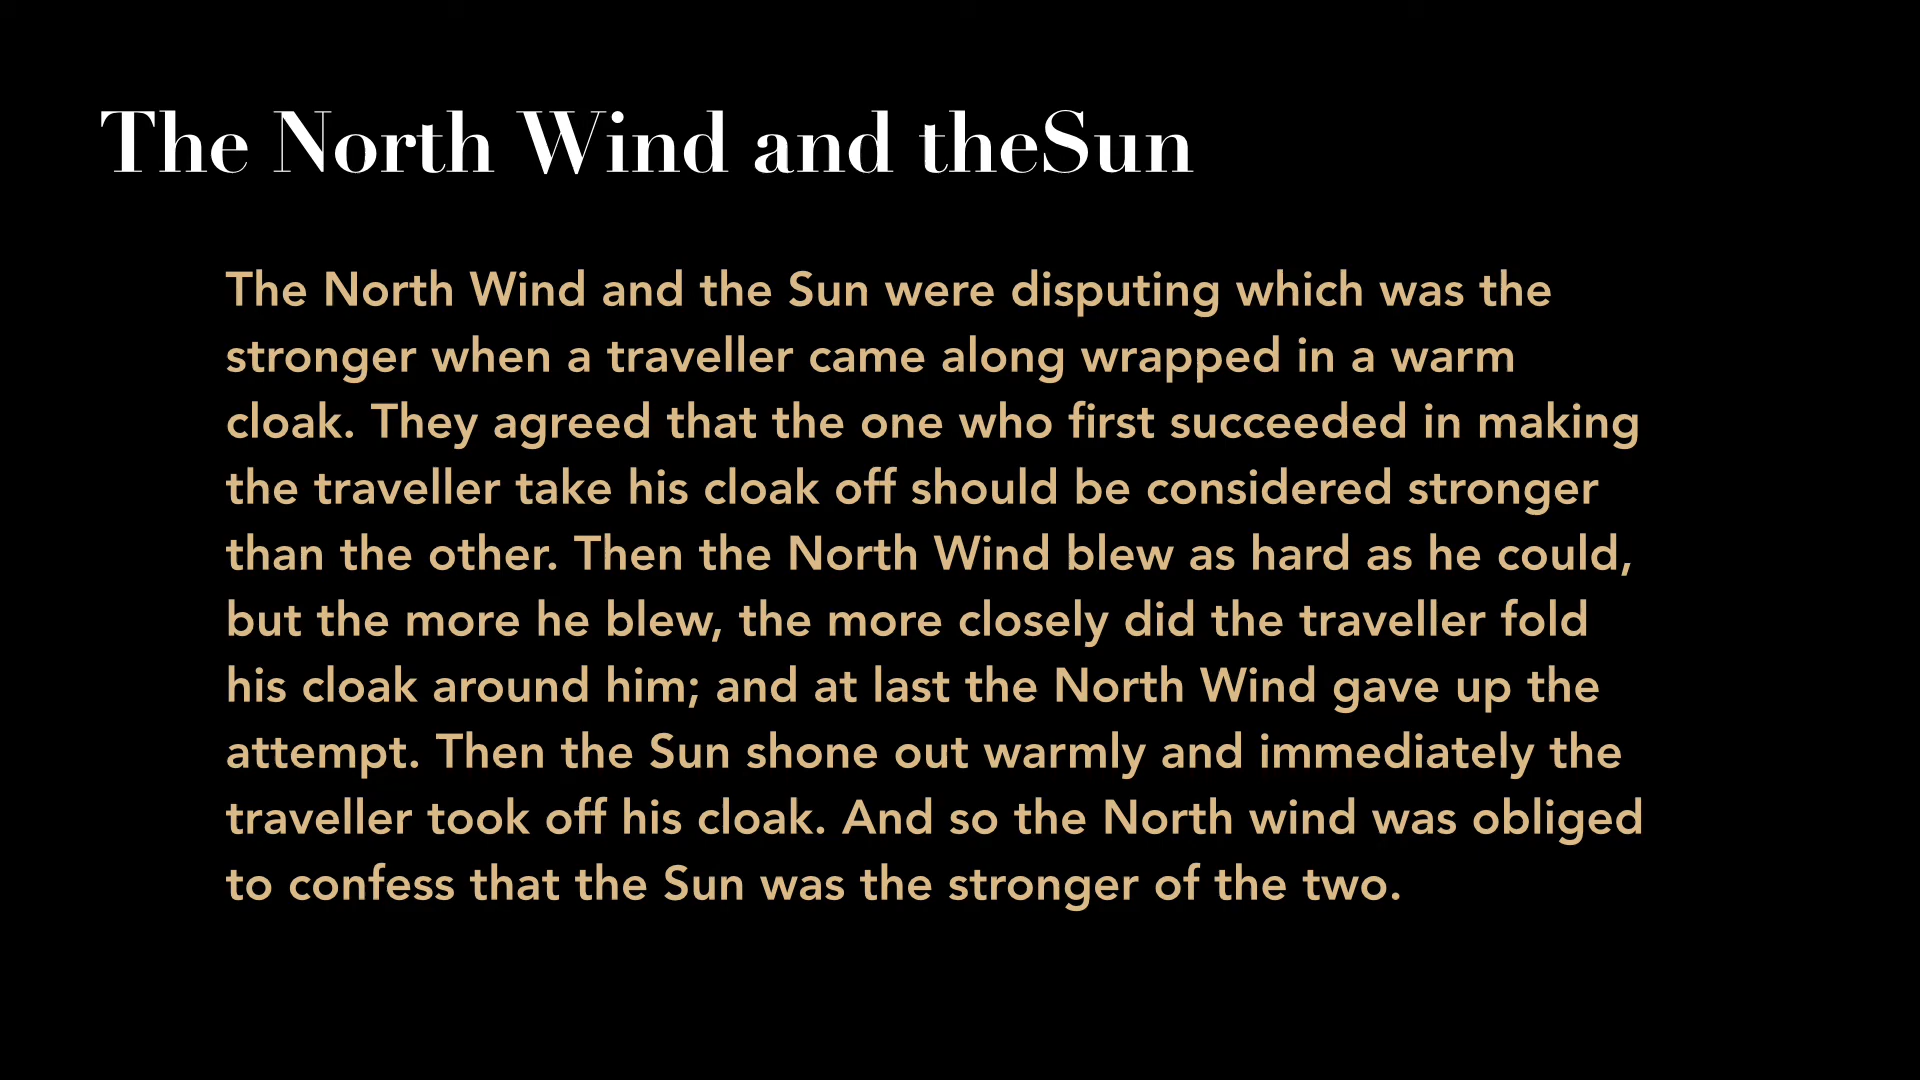 The North Wind and theSun
The North Wind and the Sun were disputing which was the
stronger when a traveller came along wrapped in a warm
cloak. They agreed that the one who first succeeded in making
the traveller take his cloak off should be considered stronger
than the other. Then the North Wind blew as hard as he could,
but the more he blew, the more closely did the traveller fold
his cloak around him; and at last the North Wind gave up the
attempt. Then the Sun shone out warmly and immediately the
traveller took off his cloak. And so the North wind was obliged
to confess that the Sun was the stronger of the two.